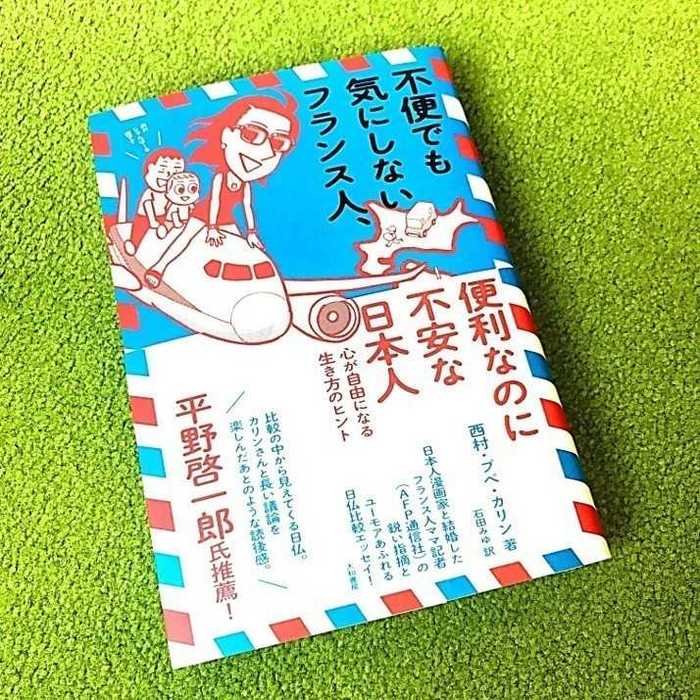 不便でも
気にしない
フランス人、
便利なのに
不安な
日本人
心が自由になる
生き方のヒント
西村・プペ・カリン 著
石田みゆ 訳
日本人漫画家と結婚した
フランス人ママ記者
（AFP通信社）の
鋭い指摘と
ユーモアあふれる
日仏比較エッセイ！
大和書房
比較の中から見えてくる日仏。
カリンさんと長い議論を
楽しんだあとのような読後感。
平野啓一郎氏推薦！